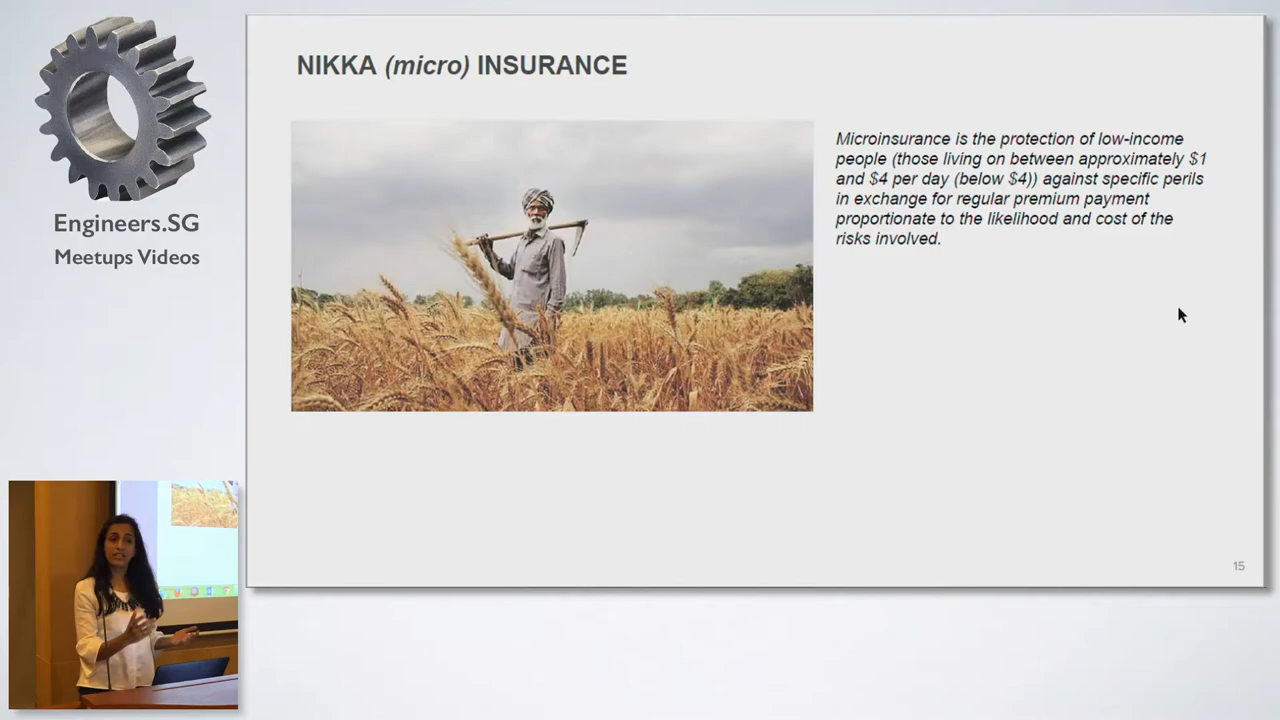 Engineers.SG
Meetups Videos
NIKKA (micro) INSURANCE
Microinsurance is the protection of low-income
people (those living on between approximately $1
and $4 per day (below $4)) against specific perils
in exchange for regular premium payment
proportionate to the likelihood and cost of the
risks involved.
15